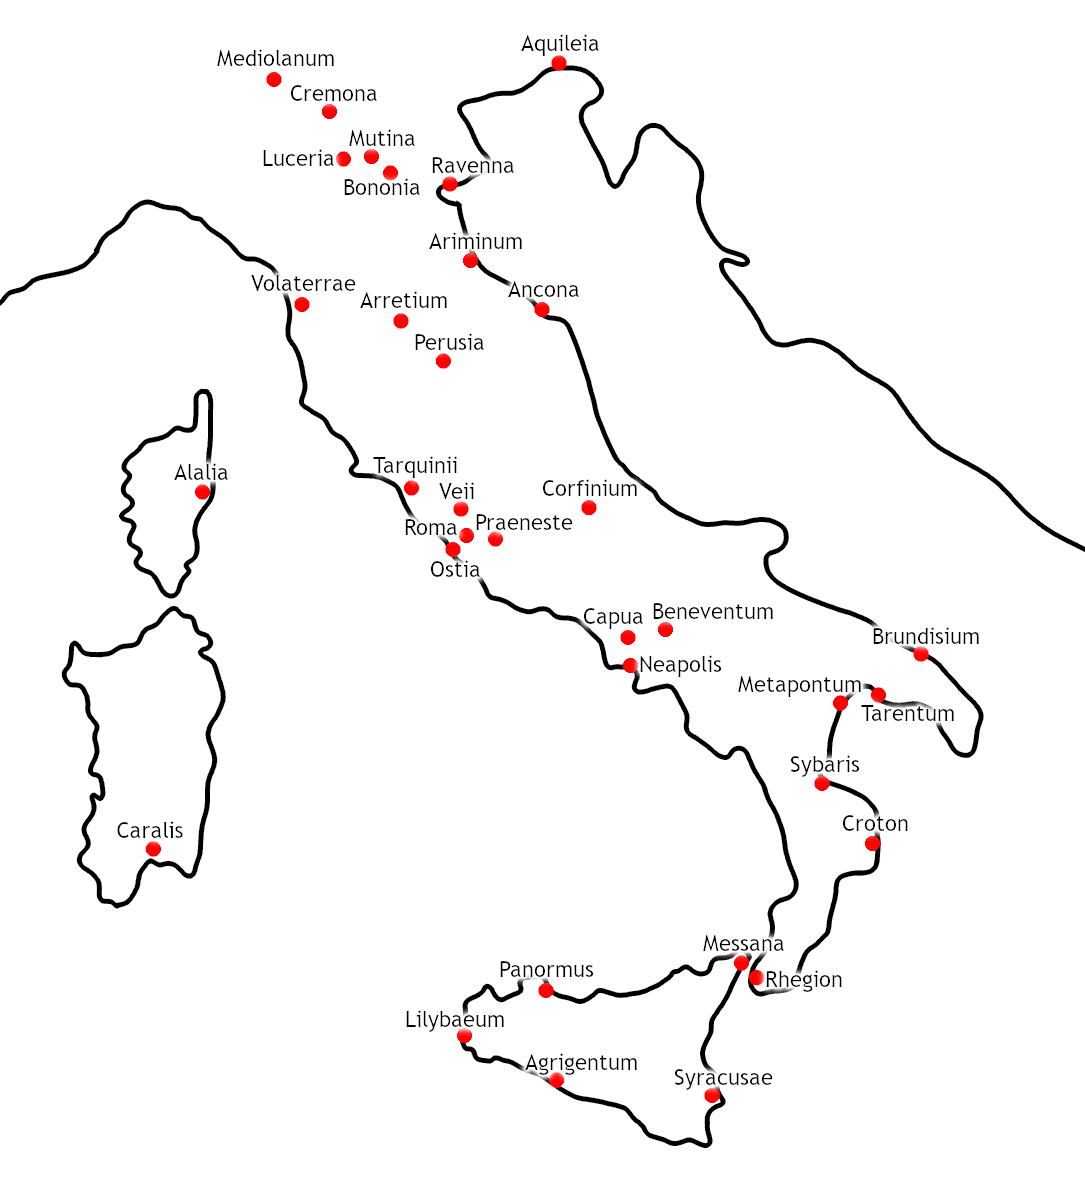 Aquileia
Mediolanum
Cremona
Mutina
Luceria
Ravenna
Bononia
Ariminum
Volaterrae
Ancona
Arretium
Perusia
Tarquinii
Alalia
Veii
Corfinium
Roma
Praeneste
Ostia
Capua
Beneventum
Brundisium
Neapolis
Metapontum
Tarentum
Sybaris
Croton
Caralis
Messana
Panormus
Rhegion
Lilybaeum
Agrigentum
Syracusae